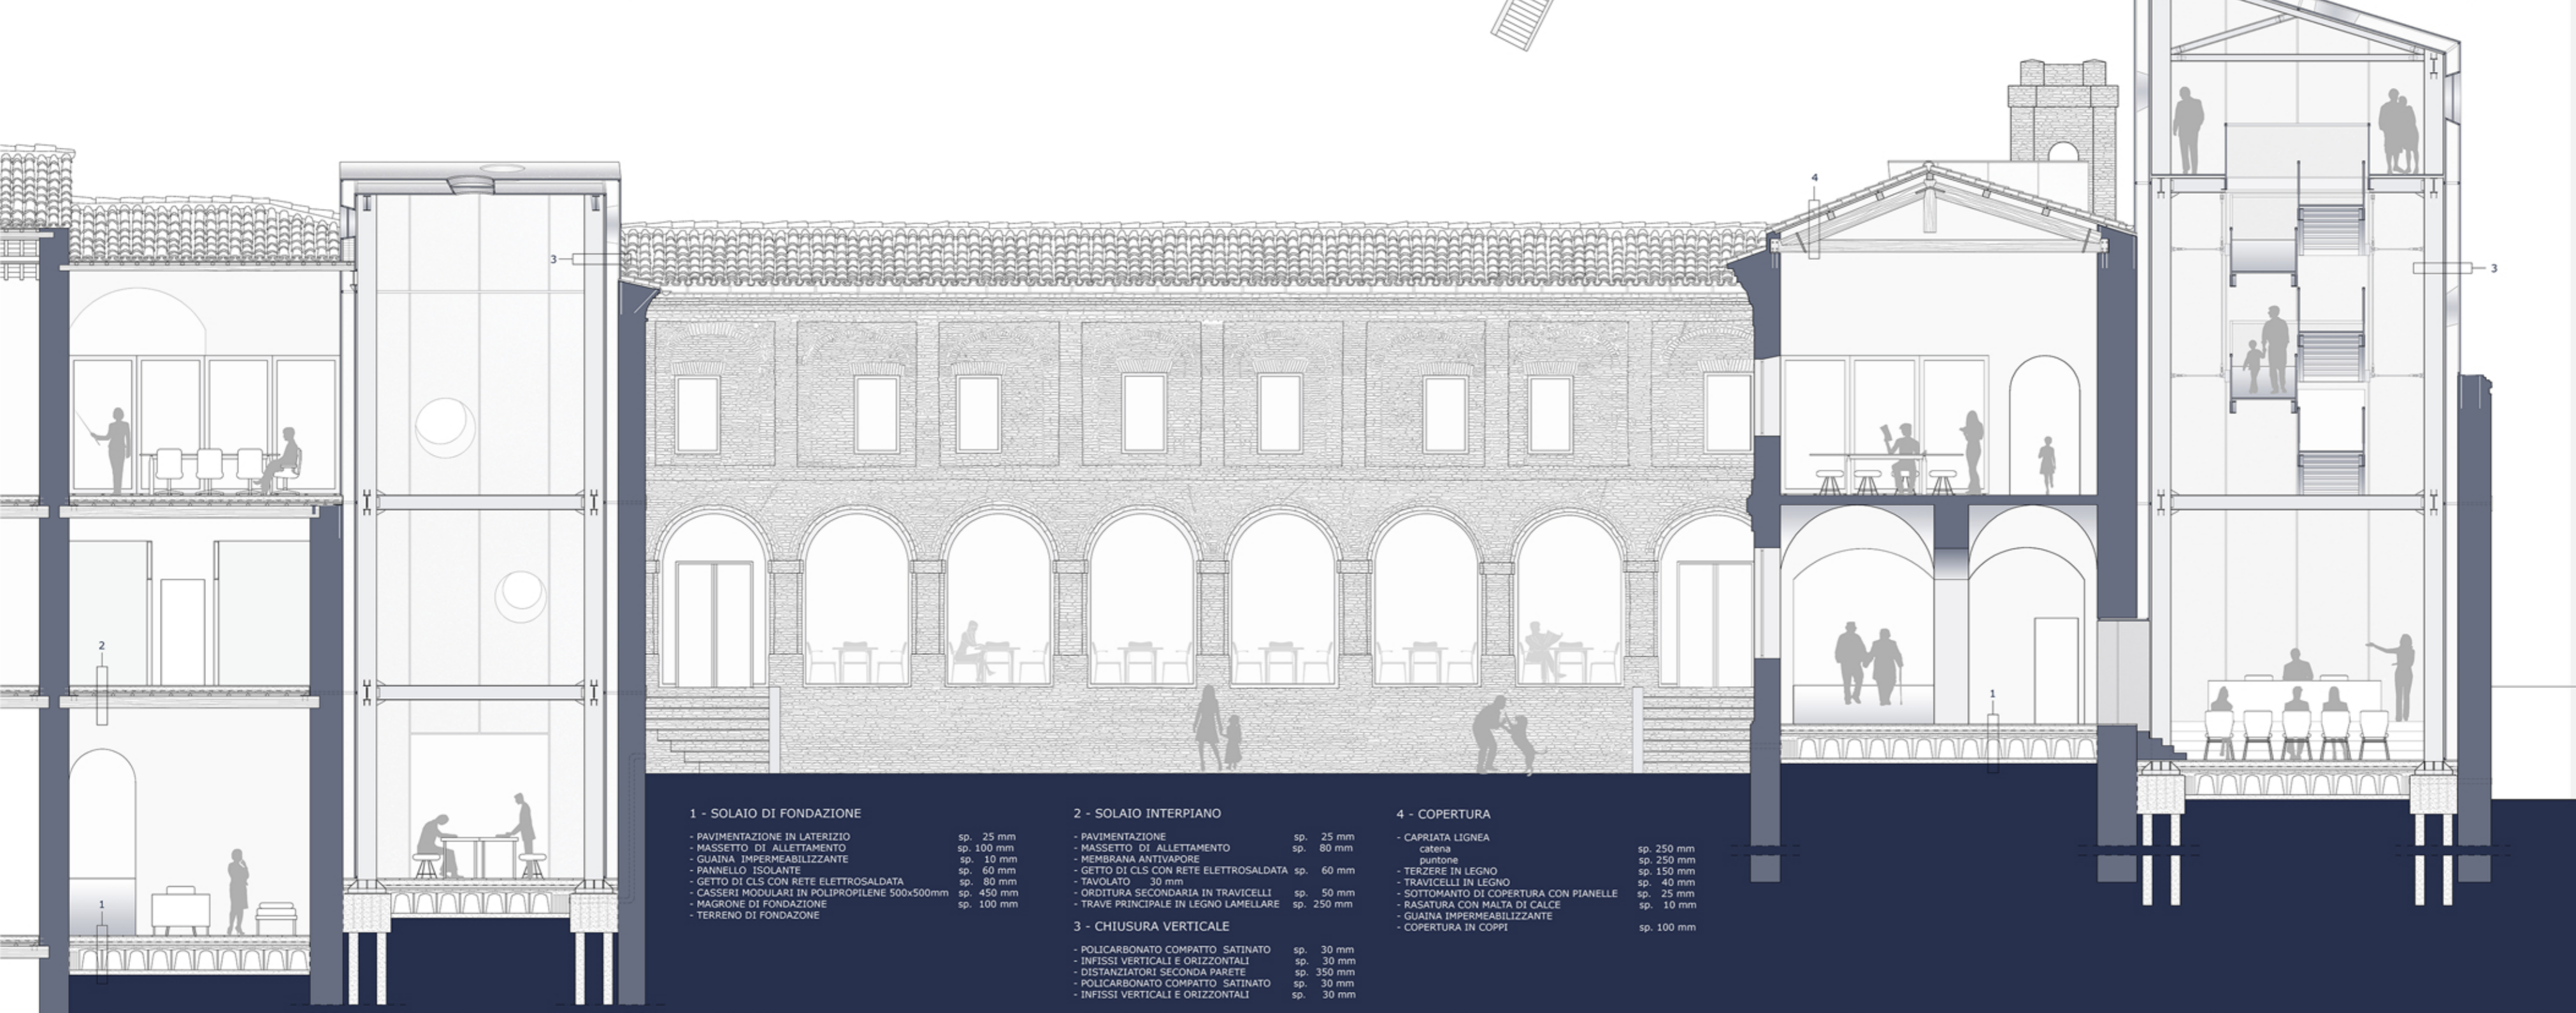 4
3
3
2
1
1
1 - SOLAIO DI FONDAZIONE
- PAVIMENTAZIONE IN LATERIZIO sp. 25 mm
- MASSETTO DI ALLETTAMENTO sp. 100 mm
- GUAINA IMPERMEABILIZZANTE sp. 10 mm
- PANNELLO ISOLANTE sp. 60 mm
- GETTO DI CLS CON RETE ELETTROSALDATA sp. 80 mm
- CASSERI MODULARI IN POLIPROPILENE 500x500mm sp. 450 mm
- MAGRONE DI FONDAZIONE sp. 100 mm
- TERRENO DI FONDAZONE
2 - SOLAIO INTERPIANO
- PAVIMENTAZIONE sp. 25 mm
- MASSETTO DI ALLETTAMENTO sp. 80 mm
- MEMBRANA ANTIVAPORE
- GETTO DI CLS CON RETE ELETTROSALDATA sp. 60 mm
- TAVOLATO 30 mm
- ORDITURA SECONDARIA IN TRAVICELLI sp. 50 mm
- TRAVE PRINCIPALE IN LEGNO LAMELLARE sp. 250 mm
3 - CHIUSURA VERTICALE
- POLICARBONATO COMPATTO SATINATO sp. 30 mm
- INFISSI VERTICALI E ORIZZONTALI sp. 30 mm
- DISTANZIATORI SECONDA PARETE sp. 350 mm
- POLICARBONATO COMPATTO SATINATO sp. 30 mm
- INFISSI VERTICALI E ORIZZONTALI sp. 30 mm
4 - COPERTURA
- CAPRIATA LIGNEA
catena sp. 250 mm
puntone sp. 250 mm
- TERZERE IN LEGNO sp. 150 mm
- TRAVICELLI IN LEGNO sp. 40 mm
- SOTTOMANTO DI COPERTURA CON PIANELLE sp. 25 mm
- RASATURA CON MALTA DI CALCE sp. 10 mm
- GUAINA IMPERMEABILIZZANTE
- COPERTURA IN COPPI sp. 100 mm